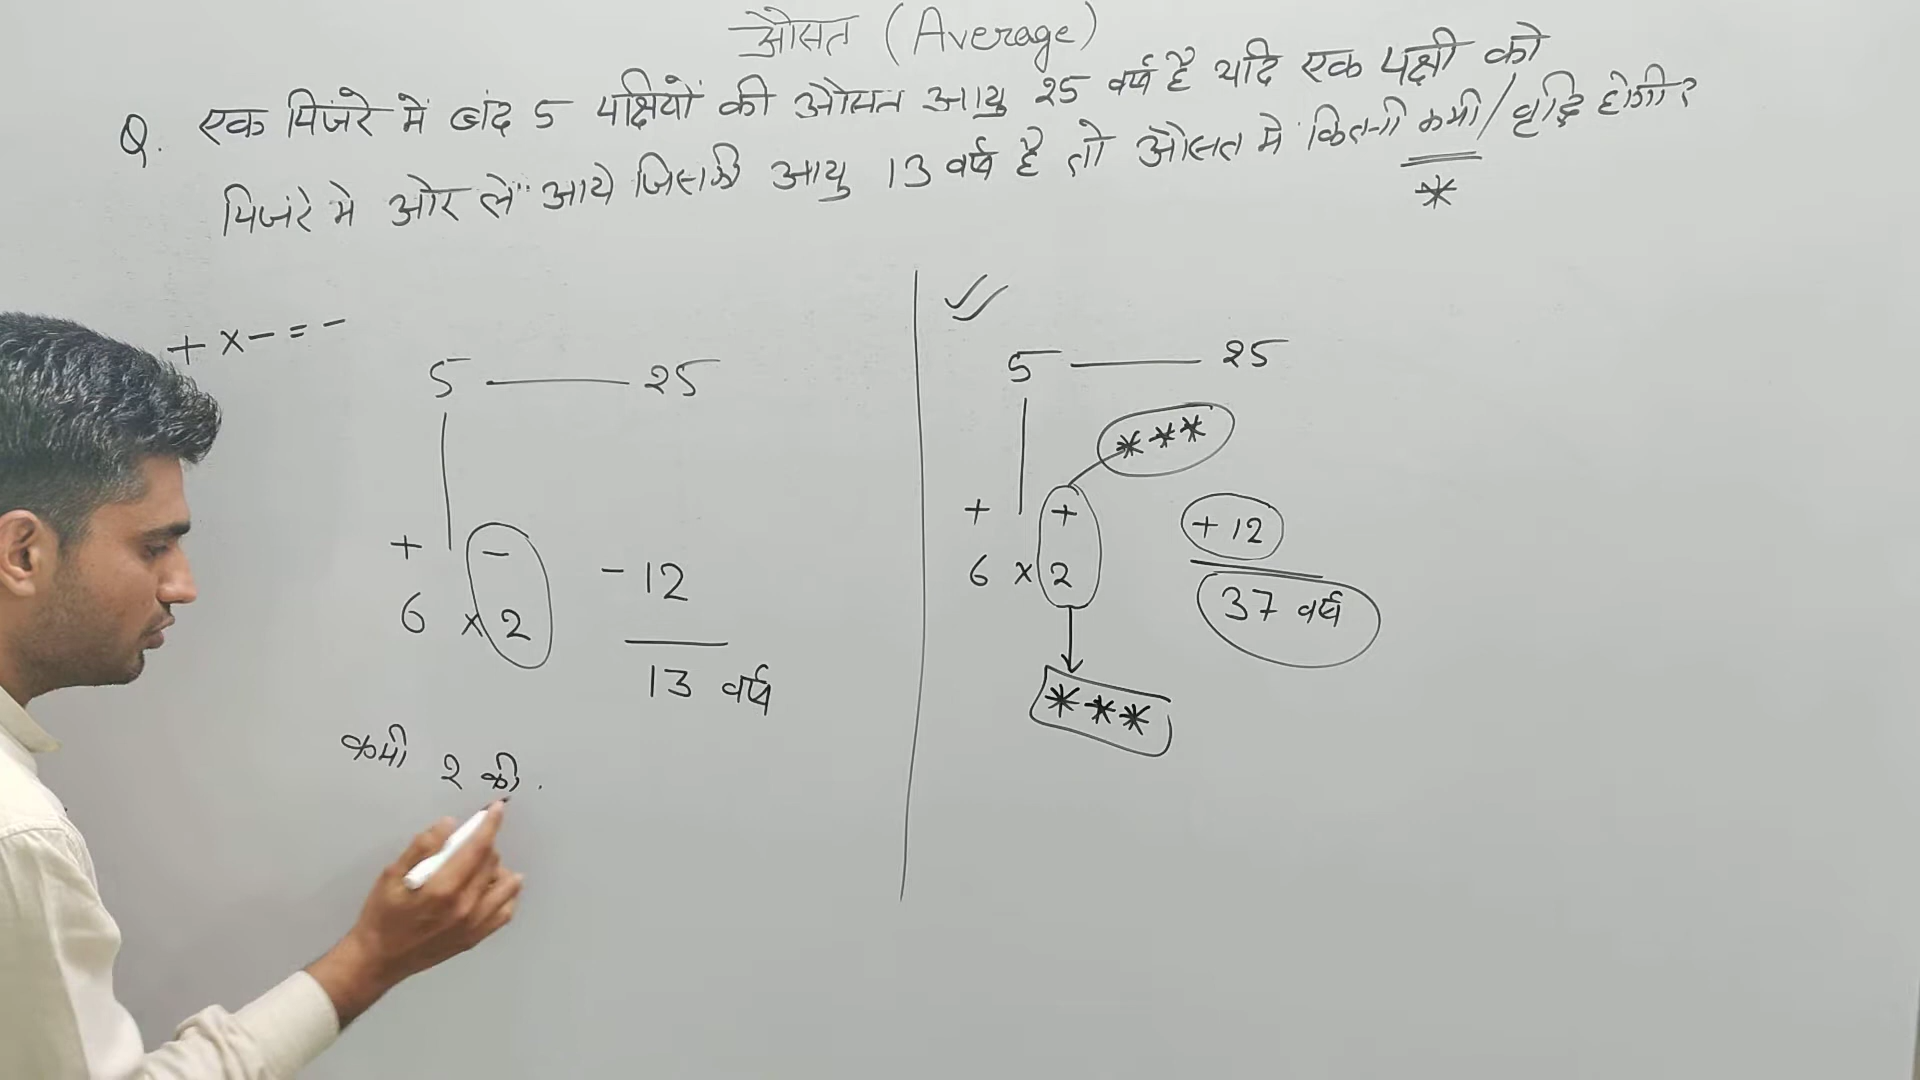 औसत (Average)
Q. एक पिंजरे में बंद 5 पक्षियों की औसत आयु 25 वर्ष है यदि एक पक्षी को
पिंजरे मे ओर ले आये जिसकी आयु 13 वर्ष है तो औसत मे कितनी कमी/वृद्धि होगी?
*
+ × - = -
5 —— 25
+ -
6 × 2
-12
13 वर्ष
कमी 2 की.
5 —— 25
***
+ +
6 × 2
+12
37 वर्ष
***